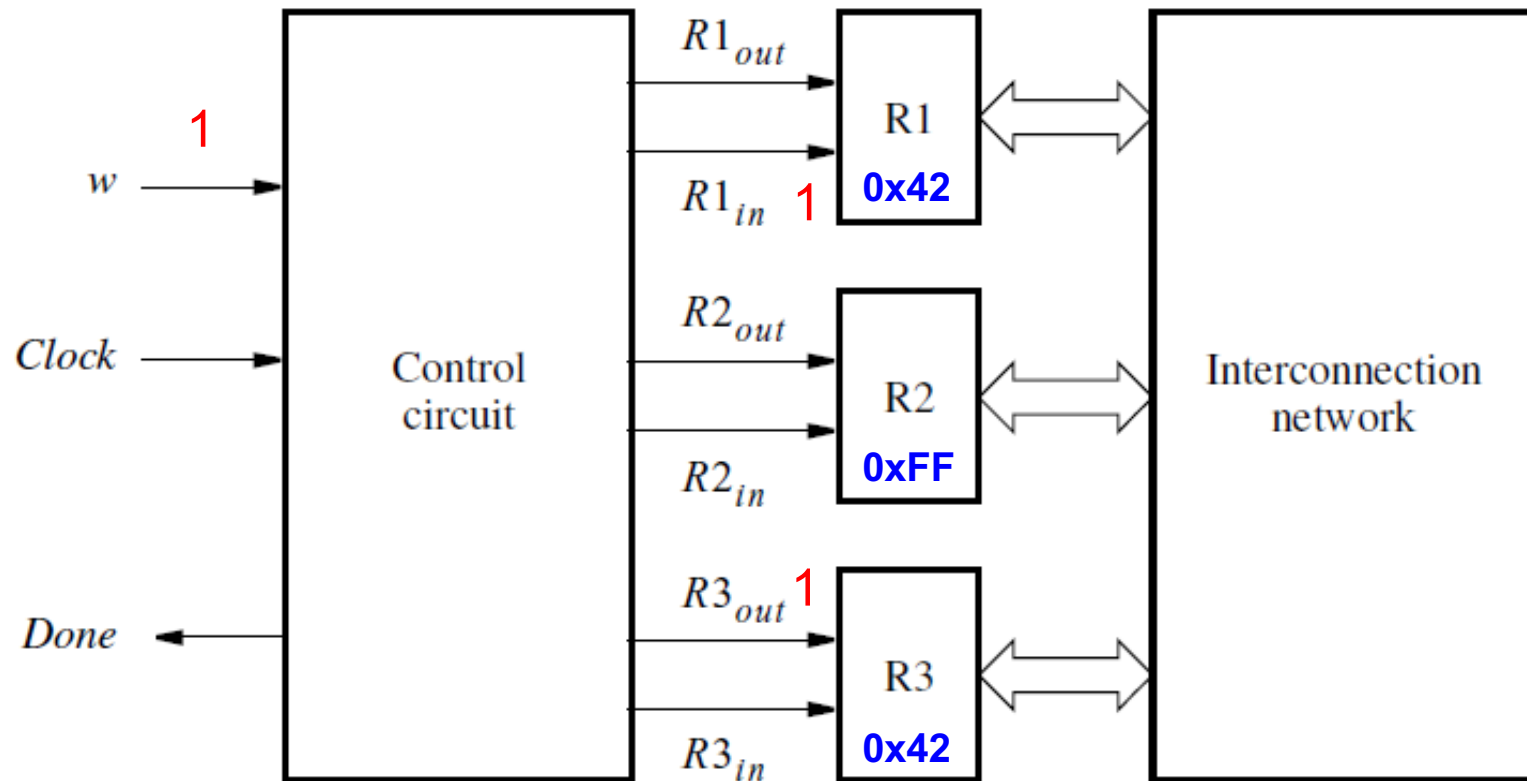 1
w
Clock
Done
Control
circuit
R1out
R1in 1
R2out
R2in
R3out 1
R3in
R1
0x42
R2
0xFF
R3
0x42
Interconnection
network